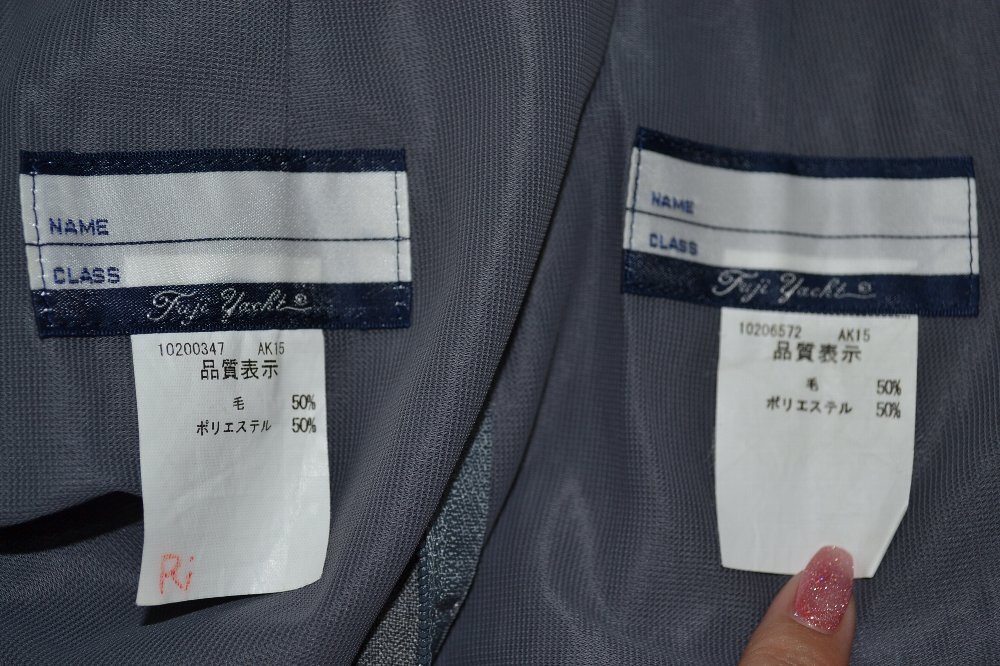 NAME
CLASS
Fuji Yacht
10200347 AK15
品質表示
毛 50%
ポリエステル 50%
Ri
NAME
CLASS
Fuji Yacht
10206572 AK15
品質表示
毛 50%
ポリエステル 50%